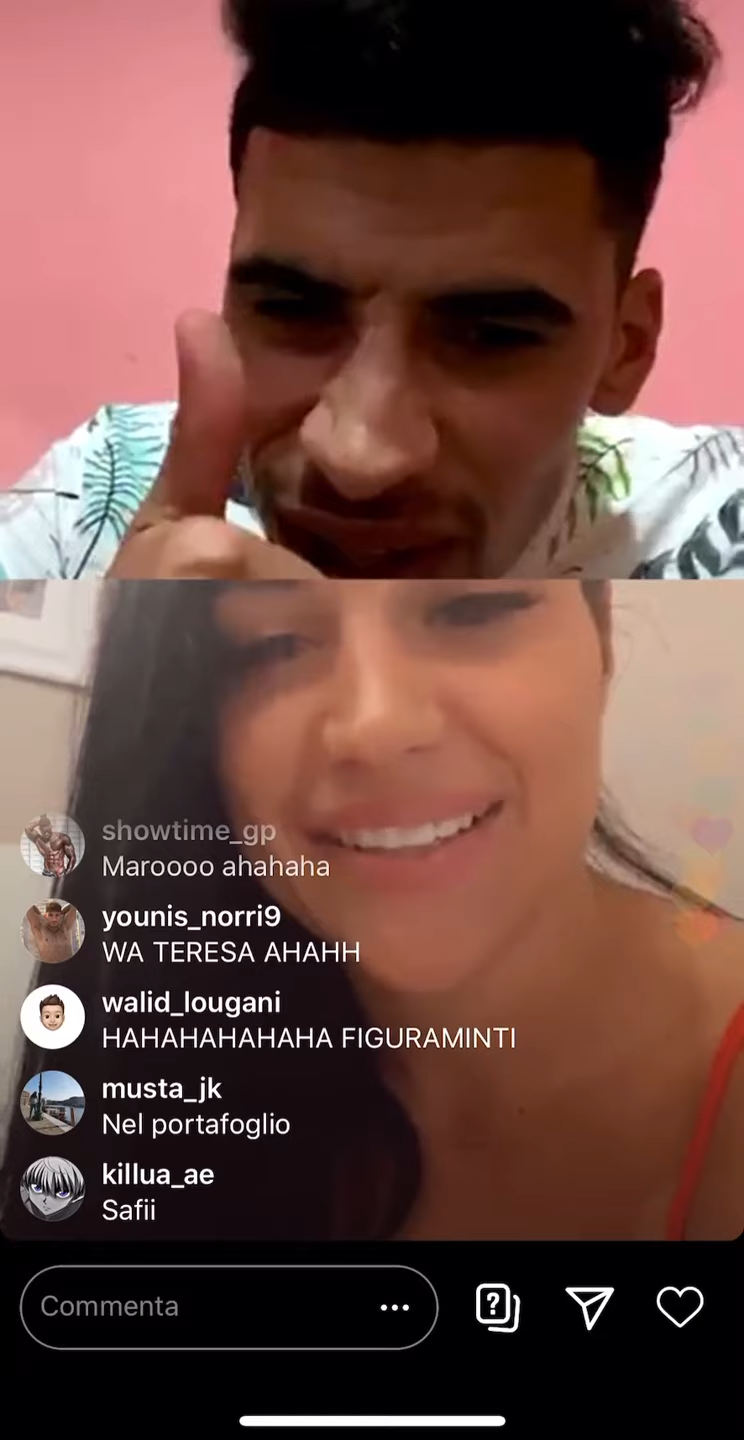 showtime_gp
Maroooo ahahaha
younis_norri9
WA TERESA AHAHH
walid_lougani
HAHAHAHAHAHA FIGURAMINTI
musta_jk
Nel portafoglio
killua_ae
Safii
Commenta